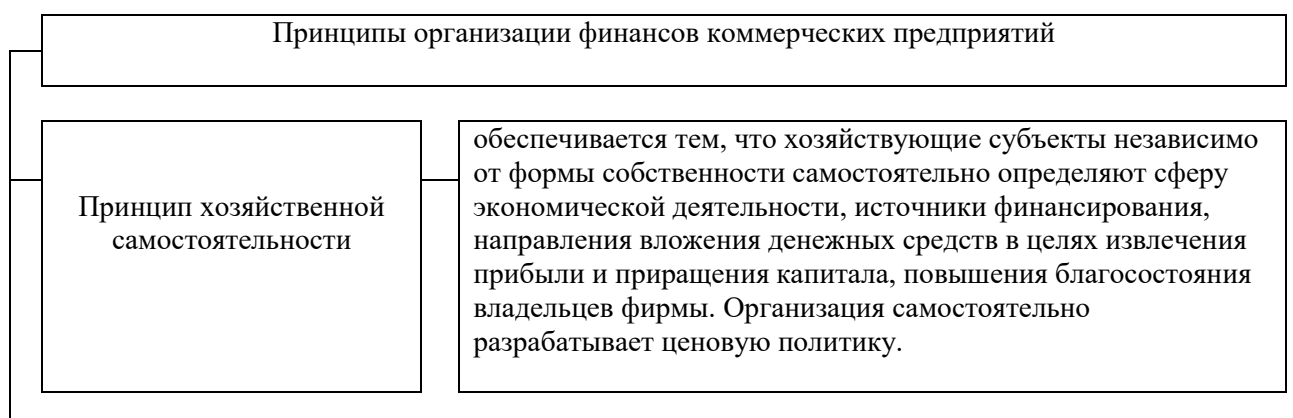 Принципы организации финансов коммерческих предприятий
Принцип хозяйственной
самостоятельности
обеспечивается тем, что хозяйствующие субъекты независимо
от формы собственности самостоятельно определяют сферу
экономической деятельности, источники финансирования,
направления вложения денежных средств в целях извлечения
прибыли и приращения капитала, повышения благосостояния
владельцев фирмы. Организация самостоятельно
разрабатывает ценовую политику.